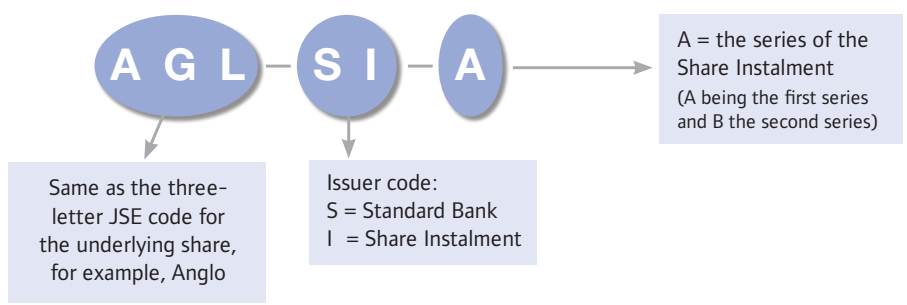 A G L – S I – A
A = the series of the
Share Instalment
(A being the first series
and B the second series)
Same as the three-
letter JSE code for
the underlying share,
for example, Anglo
Issuer code:
S = Standard Bank
I = Share Instalment